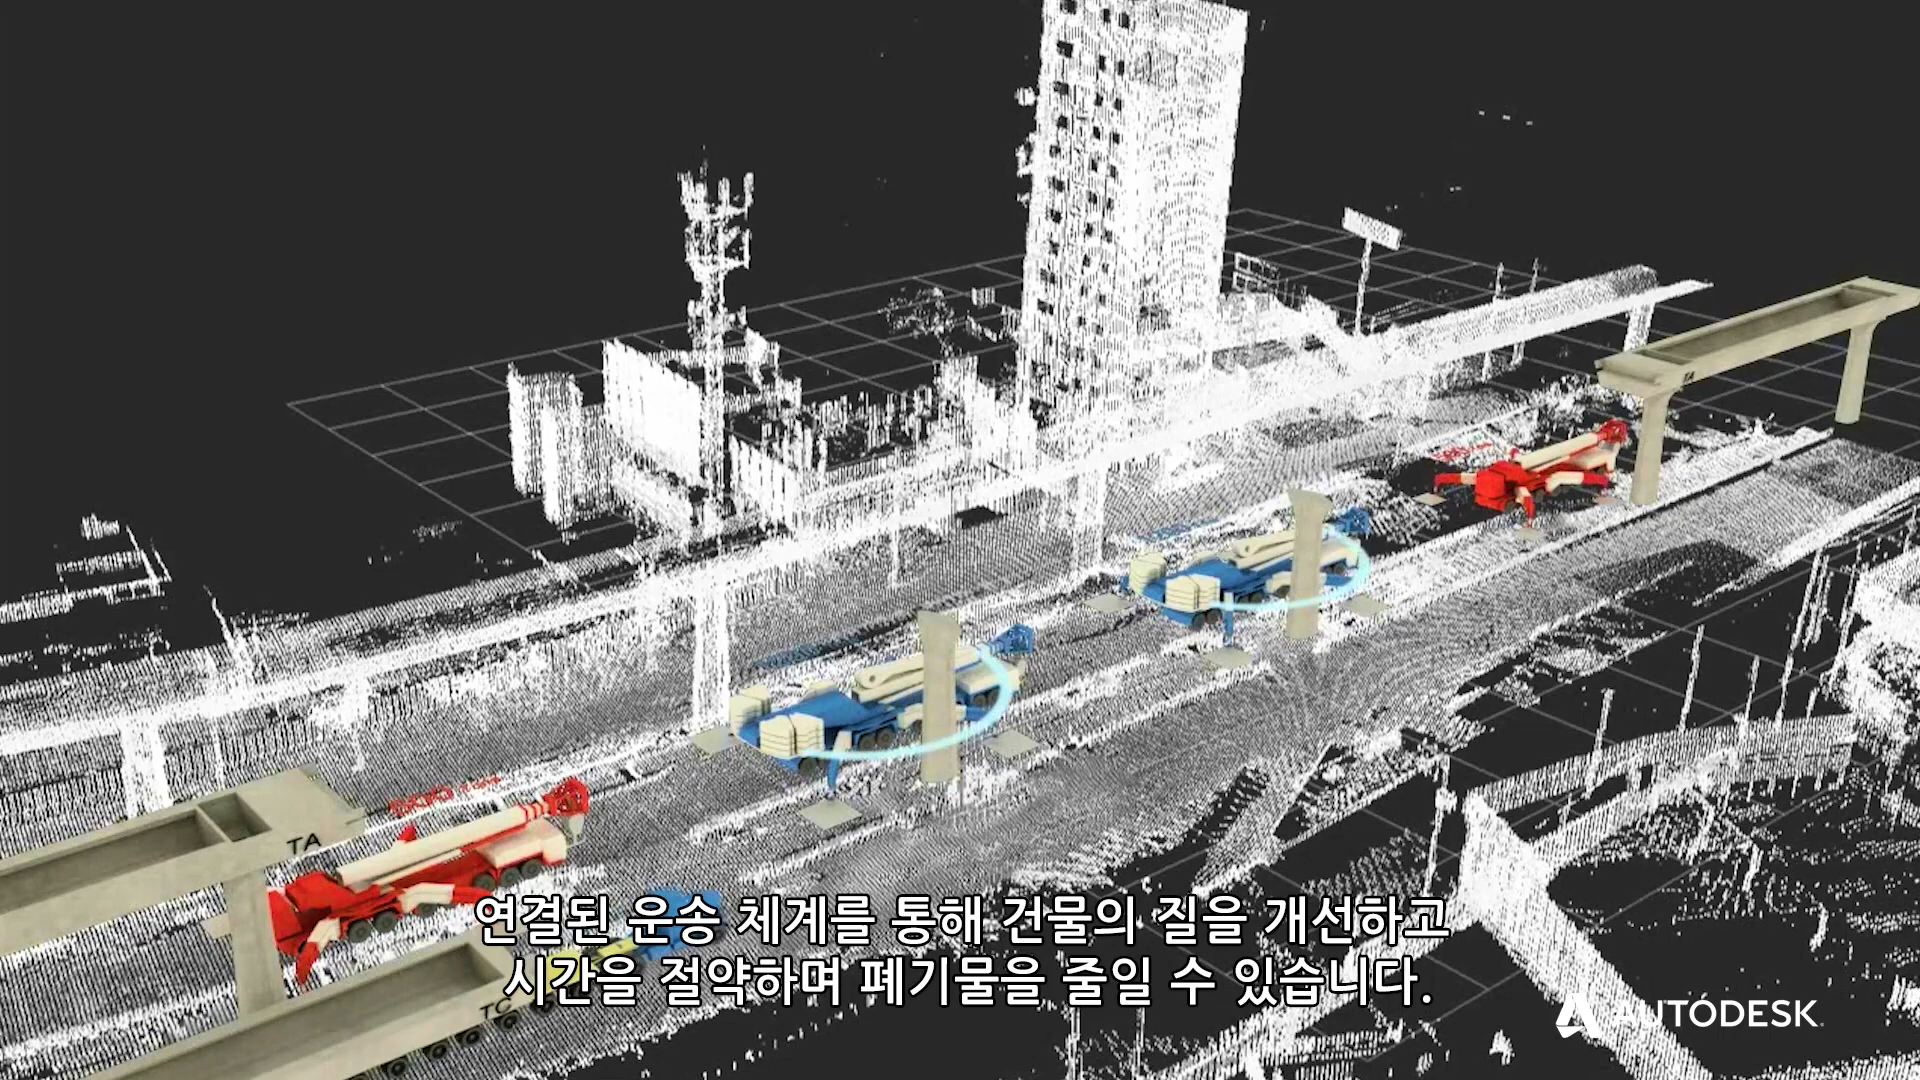 TA
TA
연결된 운송 체계를 통해 건물의 질을 개선하고
시간을 절약하며 폐기물을 줄일 수 있습니다.
TC
AUTODESK